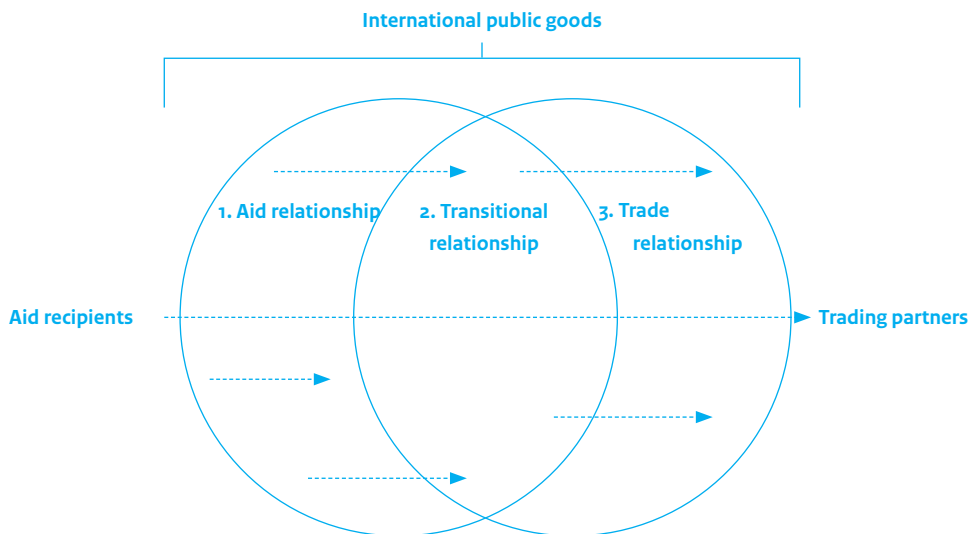 International public goods
1. Aid relationship
2. Transitional
relationship
3. Trade
relationship
Aid recipients
Trading partners